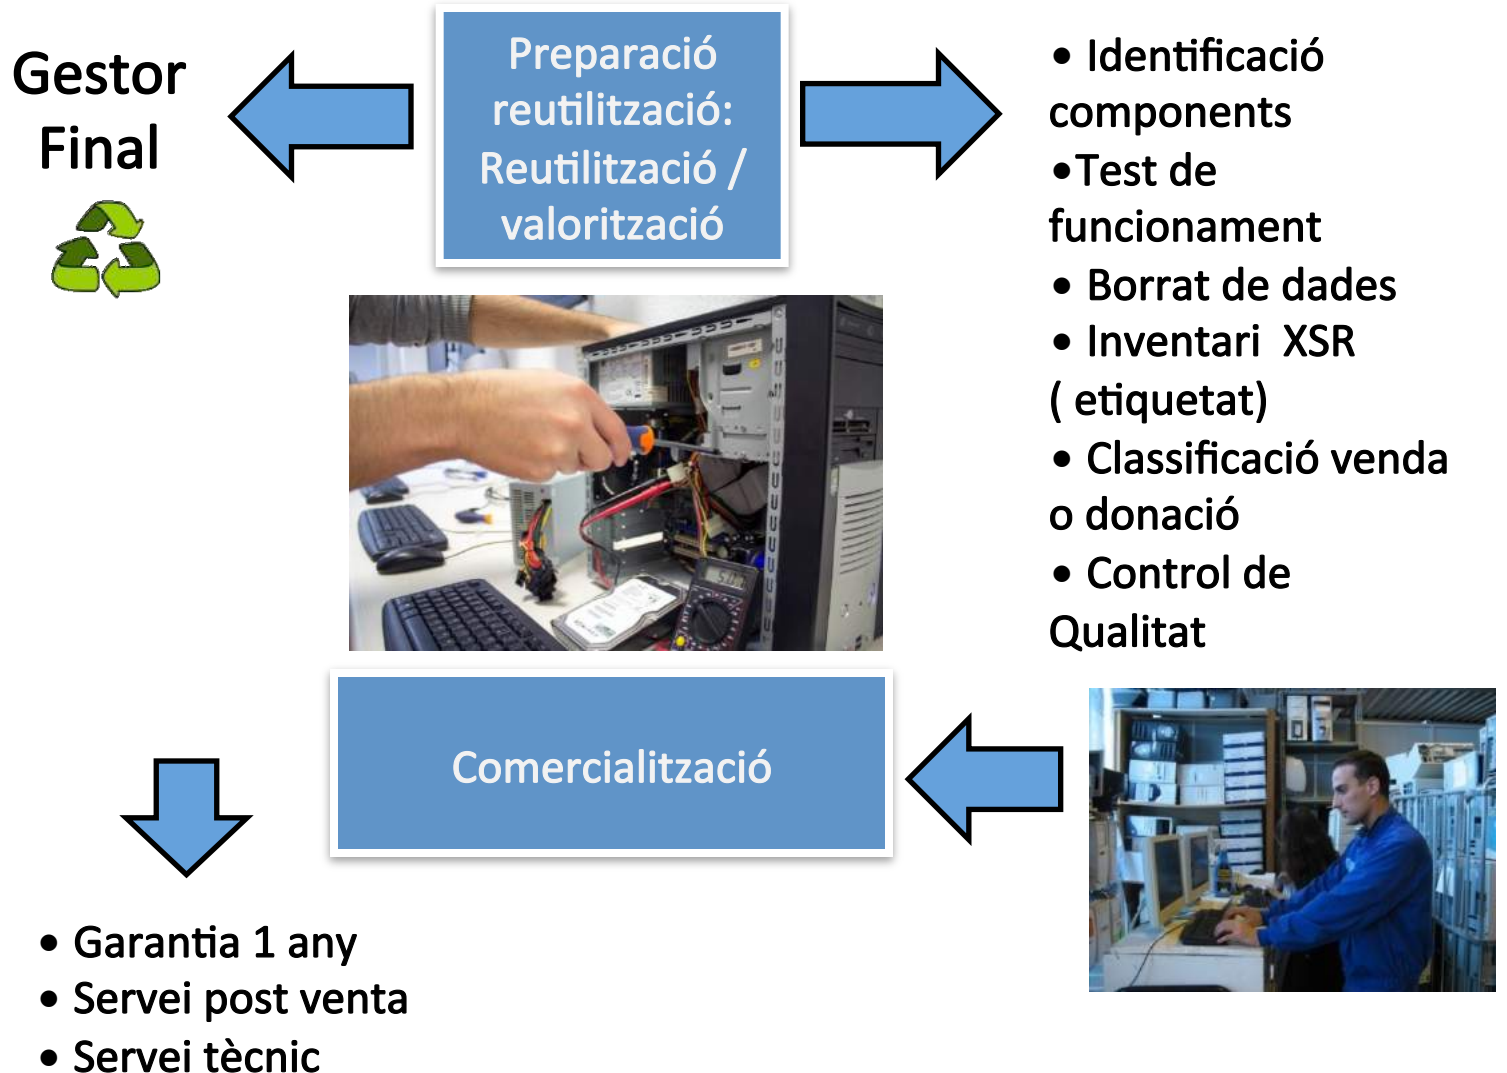 Gestor
Final
Preparació
reutilització:
Reutilització /
valorització
• Identificació
components
•Test de
funcionament
• Borrat de dades
• Inventari  XSR
( etiquetat)
• Classificació venda
o donació
• Control de
Qualitat
Comercialització
• Garantia 1 any
• Servei post venta
• Servei tècnic